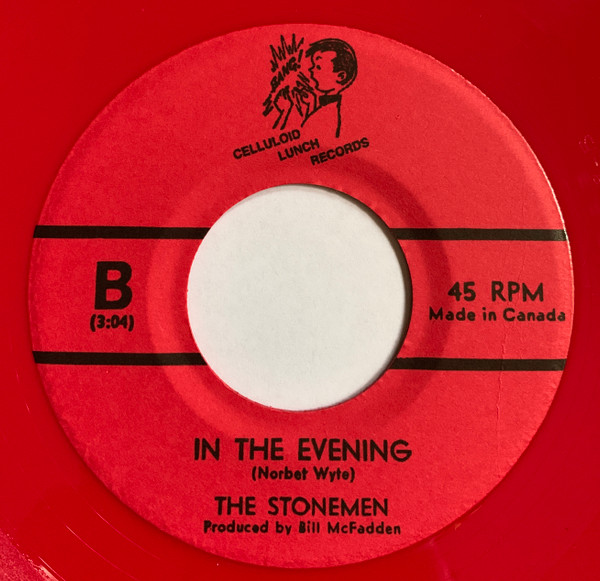 BANG!
CELLULOID
LUNCH
RECORDS
B
(3:04)
45 RPM
Made in Canada
IN THE EVENING
(Norbet Wyte)
THE STONEMEN
Produced by Bill McFadden